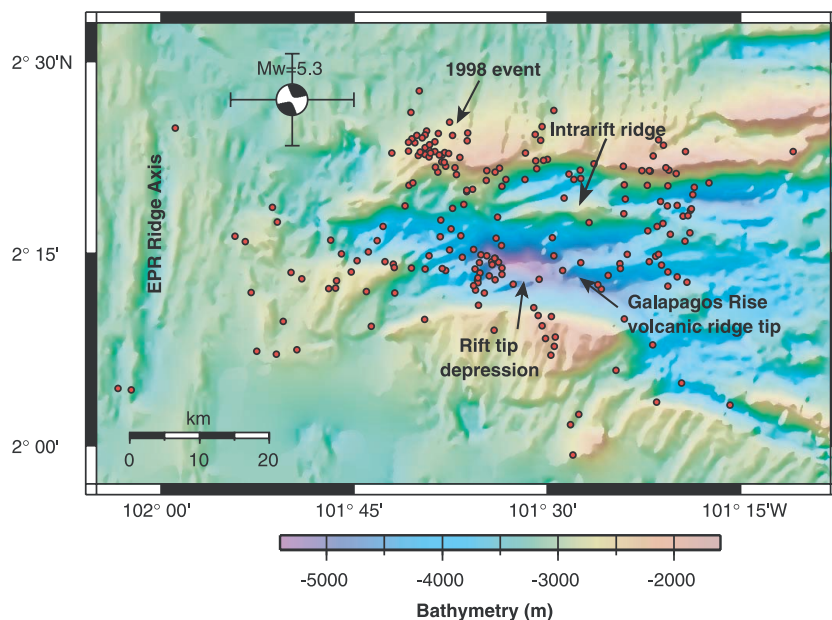 2° 30'N
Mw=5.3
1998 event
Intrarift ridge
EPR Ridge Axis
2° 15'
Galapagos Rise
volcanic ridge tip
Rift tip
depression
km
0 10 20
2° 00'
102° 00' 101° 45' 101° 30' 101° 15'W
-5000 -4000 -3000 -2000
Bathymetry (m)